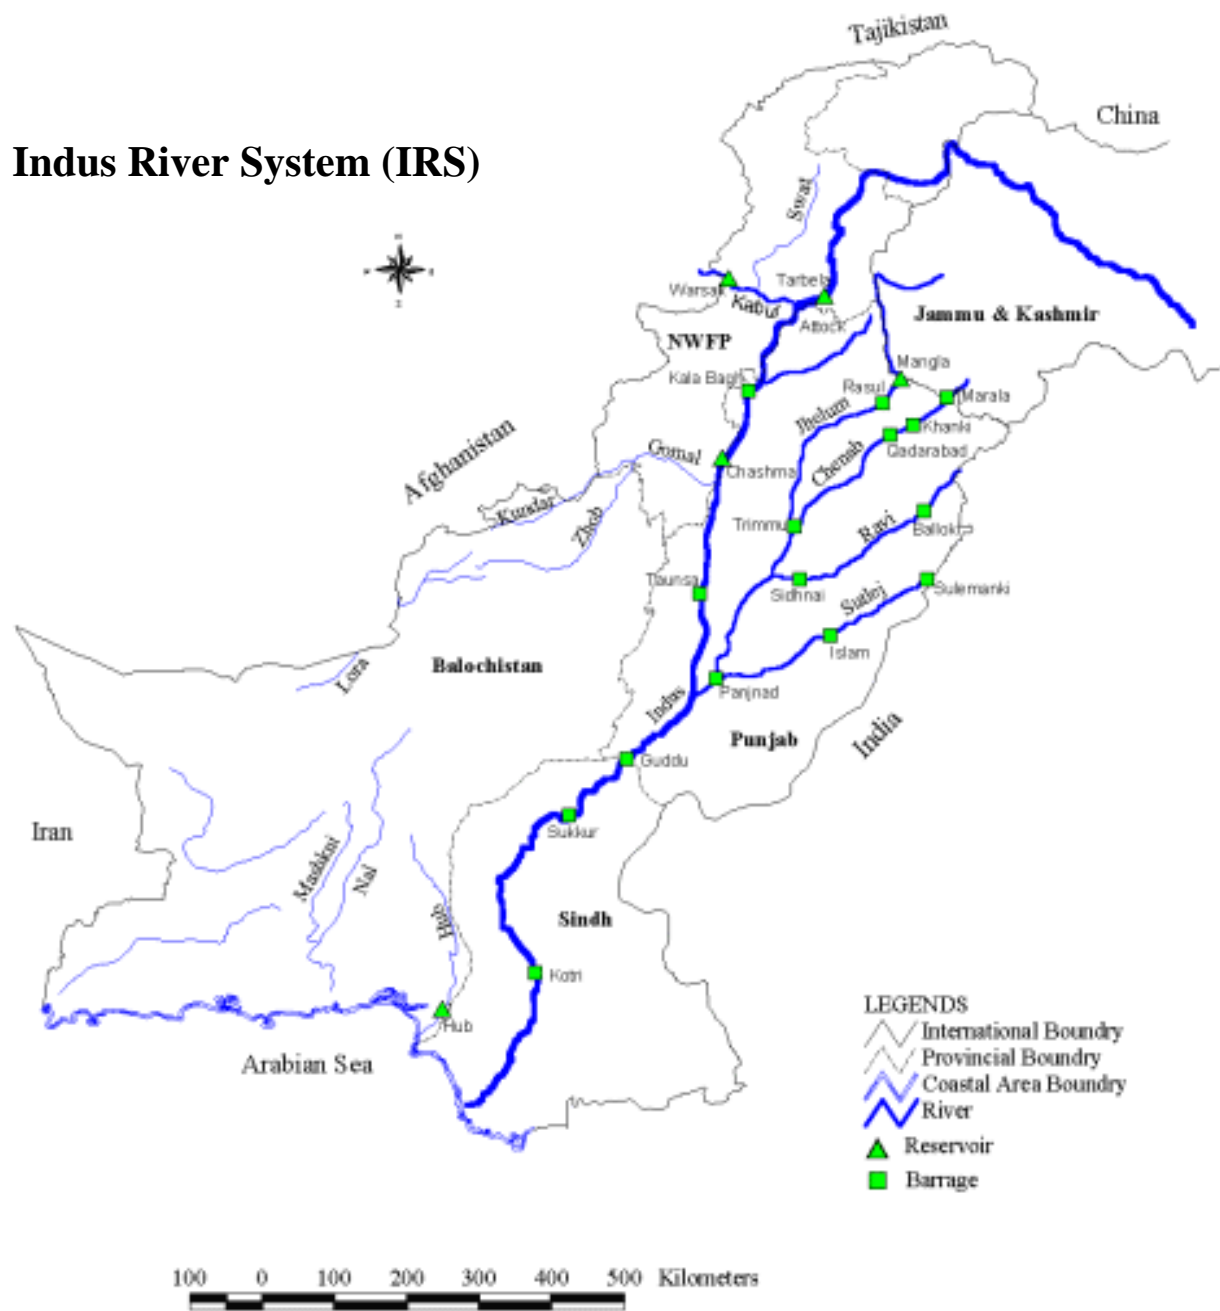 Tajikistan
China
Indus River System (IRS)
Swat
Warsak
Kabul
Tarbela
Attock
Jammu & Kashmir
NWFP
Kala Bagh
Mangla
Rasul
Marala
Jhelum
Khanki
Chenab
Qadarabad
Afghanistan
Gomal
Chashma
Kundar
Zhob
Trimmu
Ravi
Balloki
Taunsa
Sidhnai
Sutlej
Sulemanki
Islam
Balochistan
Lora
Panjnad
Indus
Punjab
India
Guddu
Sukkur
Iran
Mashkai
Nal
Hub
Sindh
Kotri
Hub
Arabian Sea
LEGENDS
International Boundry
Provincial Boundry
Coastal Area Boundry
River
Reservoir
Barrage
100 0 100 200 300 400 500 Kilometers